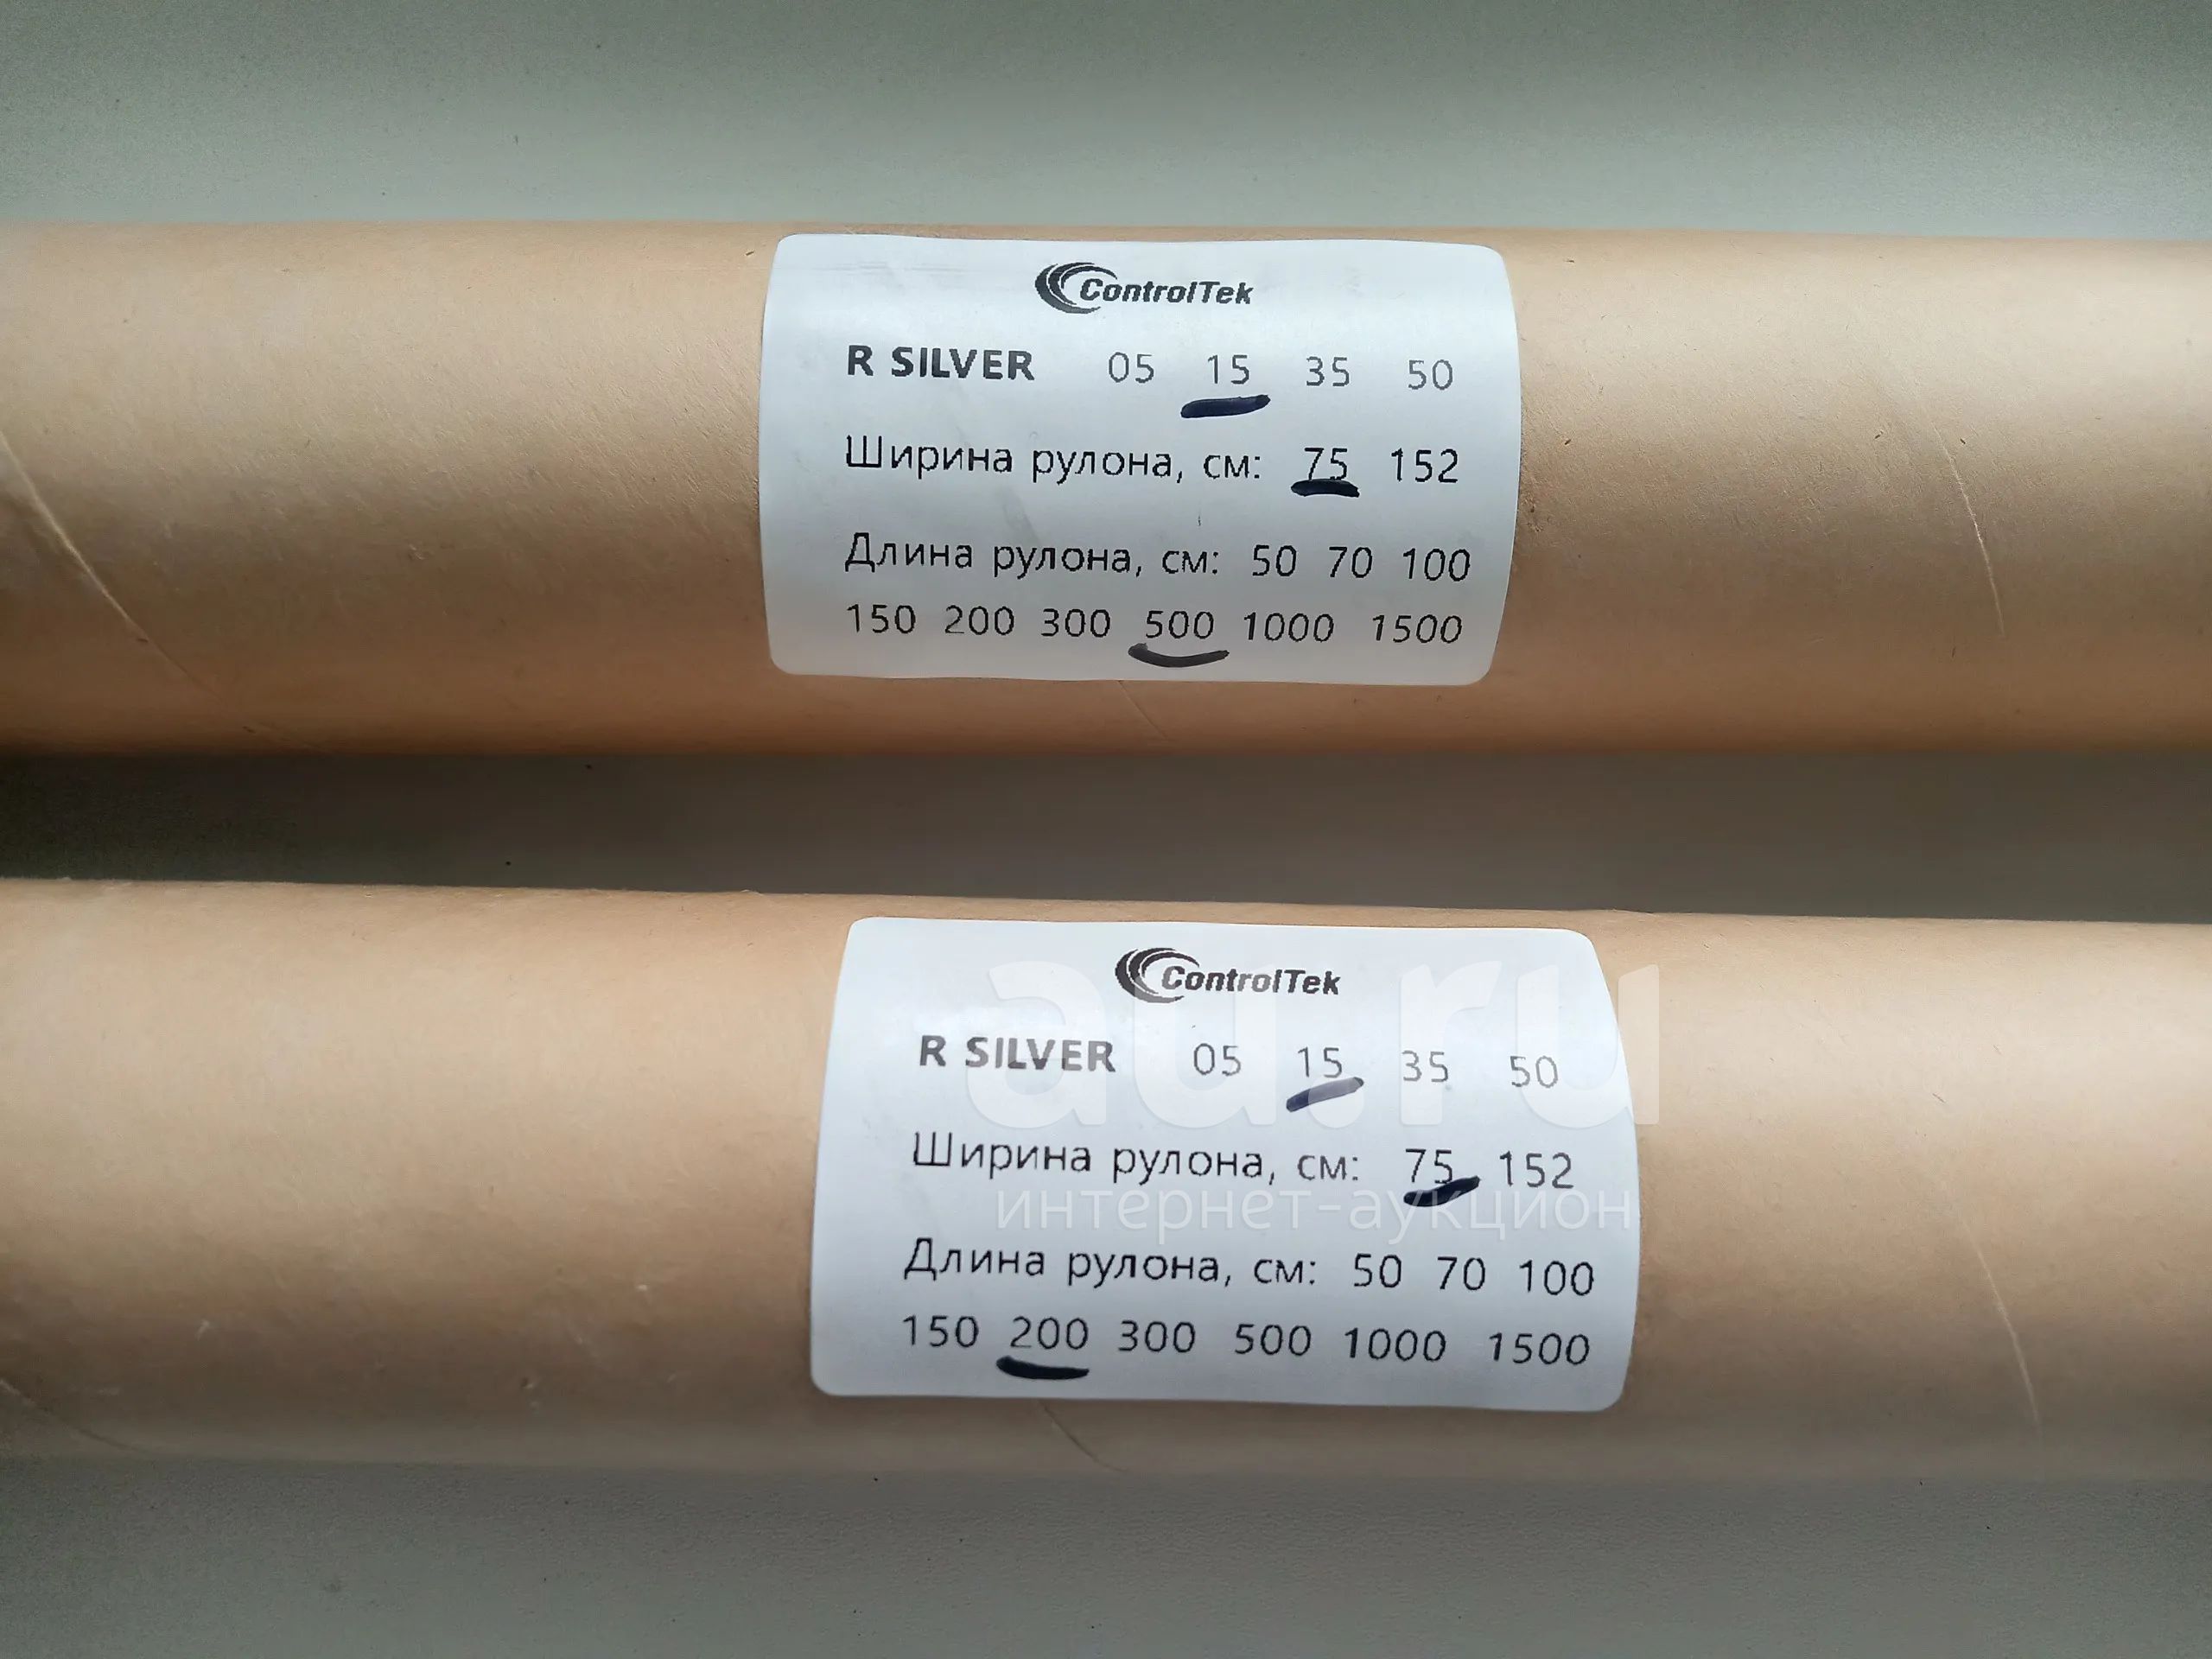 ControlTek
R SILVER 05 15 35 50
Ширина рулона, см: 75 152
Длина рулона, см: 50 70 100
150 200 300 500 1000 1500
ControlTek
au.ru
R SILVER 05 15 35 50
Ширина рулона, см: 75 152
интернет-аукцион
Длина рулона, см: 50 70 100
150 200 300 500 1000 1500